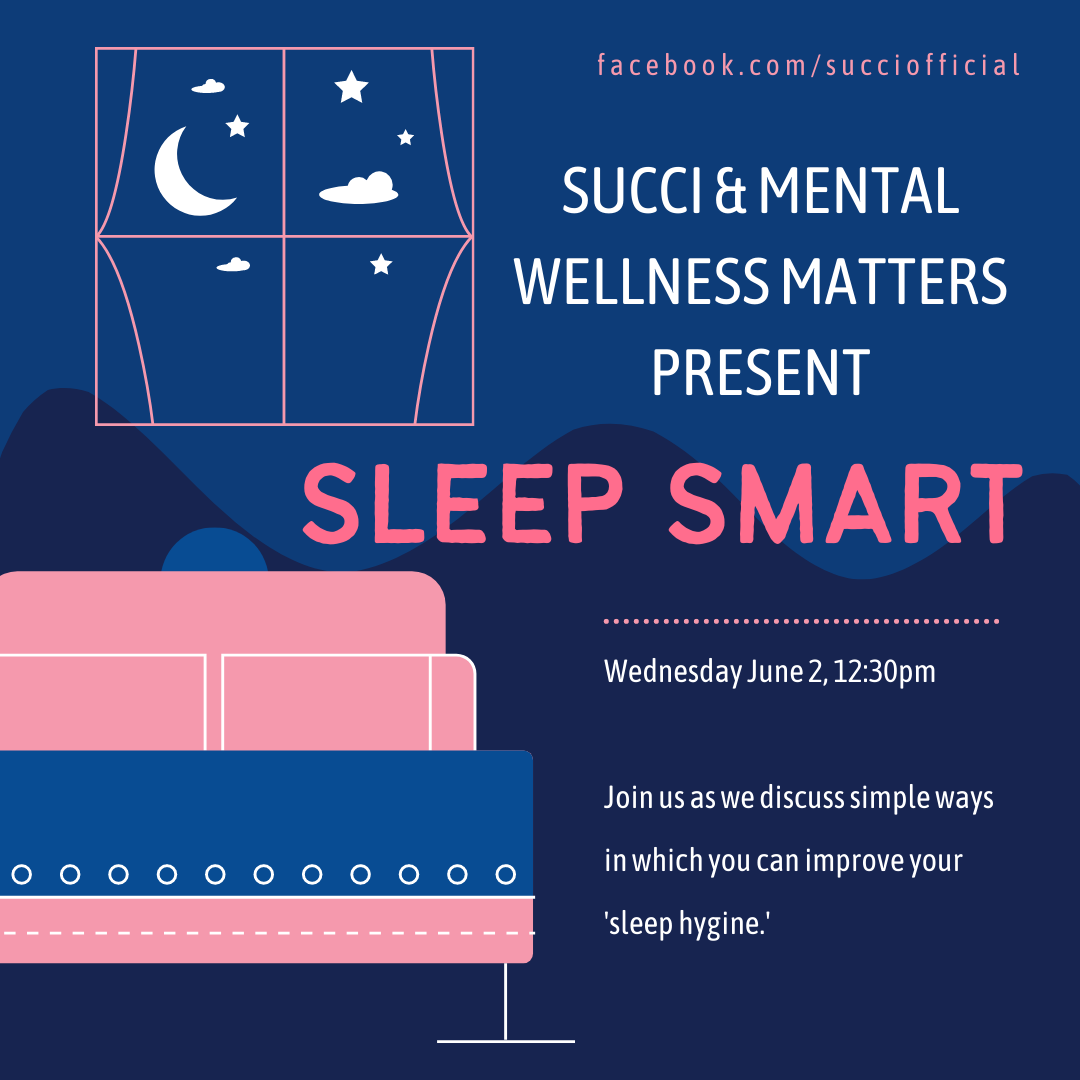 facebook.com/succiofficial
SUCCI & MENTAL
WELLNESS MATTERS
PRESENT
SLEEP SMART
Wednesday June 2, 12:30pm
Join us as we discuss simple ways
in which you can improve your
'sleep hygine.'